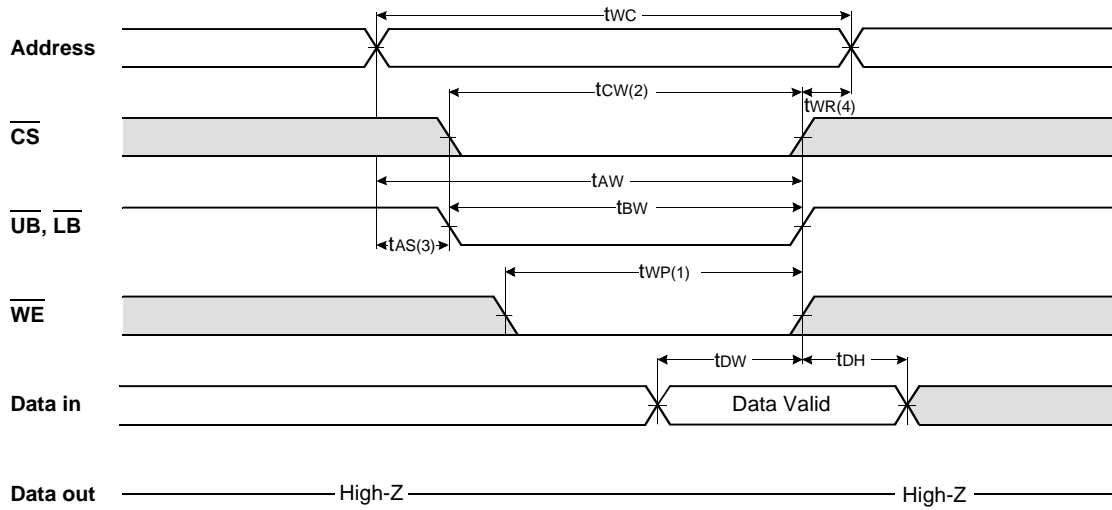 tWC
Address
tCW(2)
tWR(4)
CS
tAW
UB, LB
tBW
tAS(3)
tWP(1)
WE
tDW
tDH
Data in
Data Valid
Data out
High-Z
High-Z